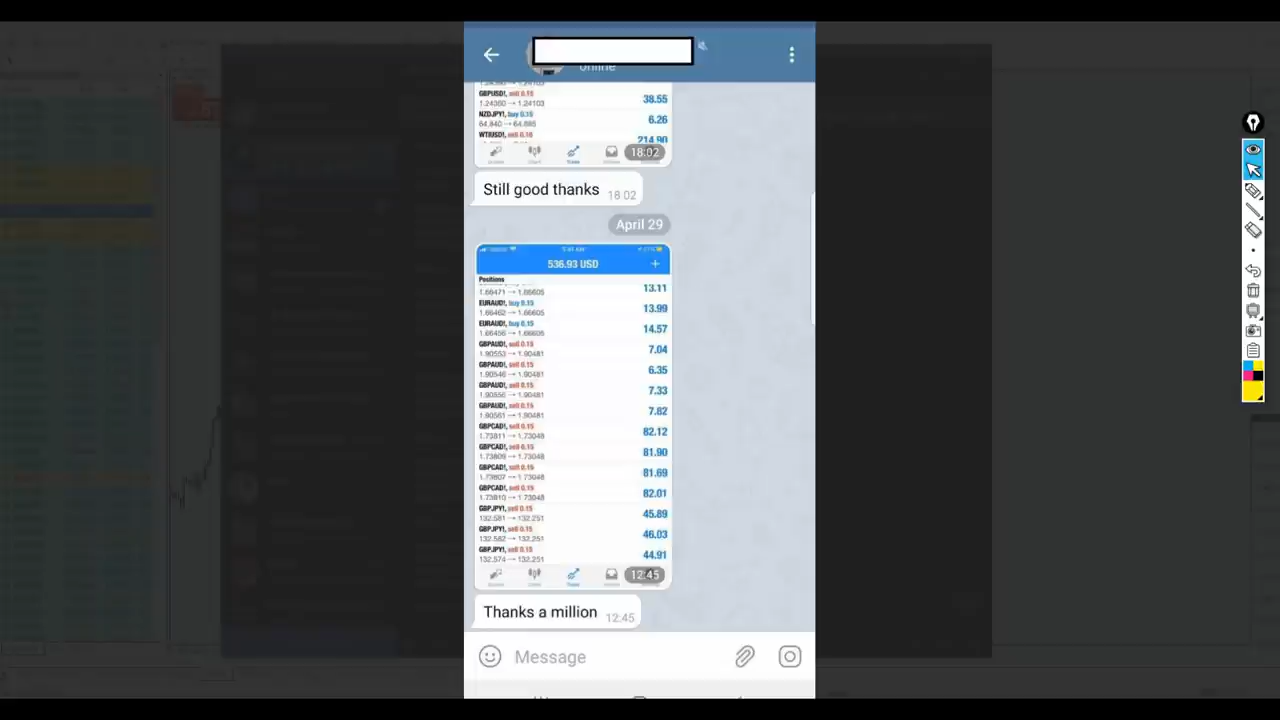 online
GBPUSD!, sell 0.15
1.24360 → 1.24103
38.55
NZDJPY!, buy 0.15
64.840 → 64.895
6.26
WTIUSD!, sell 0.10
214.90
Trade
18:02
Still good thanks
18 02
April 29
536.93 USD
+
Positions
1.66471 → 1.66605
13.11
EURAUD!, buy 0.15
1.66462 → 1.66605
13.99
EURAUD!, buy 0.15
1.66456 → 1.66605
14.57
GBPAUD!, sell 0.15
1.90553 → 1.90481
7.04
GBPAUD!, sell 0.15
1.90546 → 1.90481
6.35
GBPAUD!, sell 0.15
1.90556 → 1.90481
7.33
GBPAUD!, sell 0.15
1.90561 → 1.90481
7.82
GBPCAD!, sell 0.15
1.73811 → 1.73048
82.12
GBPCAD!, sell 0.15
1.73809 → 1.73048
81.90
GBPCAD!, sell 0.15
1.73807 → 1.73048
81.69
GBPCAD!, sell 0.15
1.73810 → 1.73048
82.01
GBPJPY!, sell 0.15
132.581 → 132.251
45.89
GBPJPY!, sell 0.15
132.582 → 132.251
46.03
GBPJPY!, sell 0.15
132.574 → 132.251
44.91
Trade
12:45
Thanks a million
12:45
Message